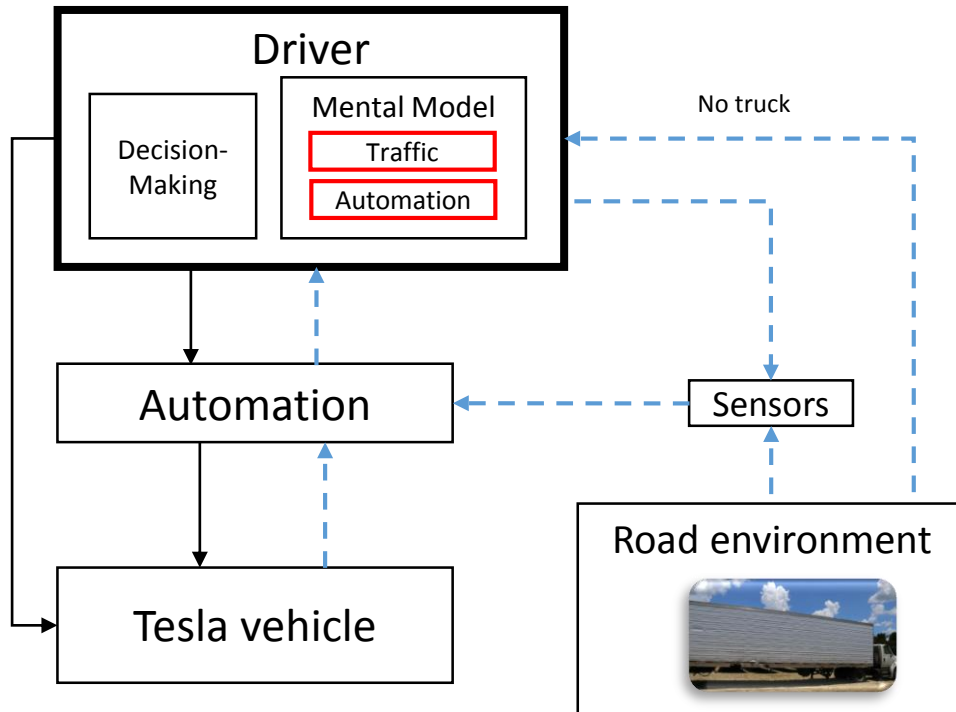 Driver
Decision-
Making
Mental Model
Traffic
Automation
No truck
Automation
Sensors
Road environment
Tesla vehicle